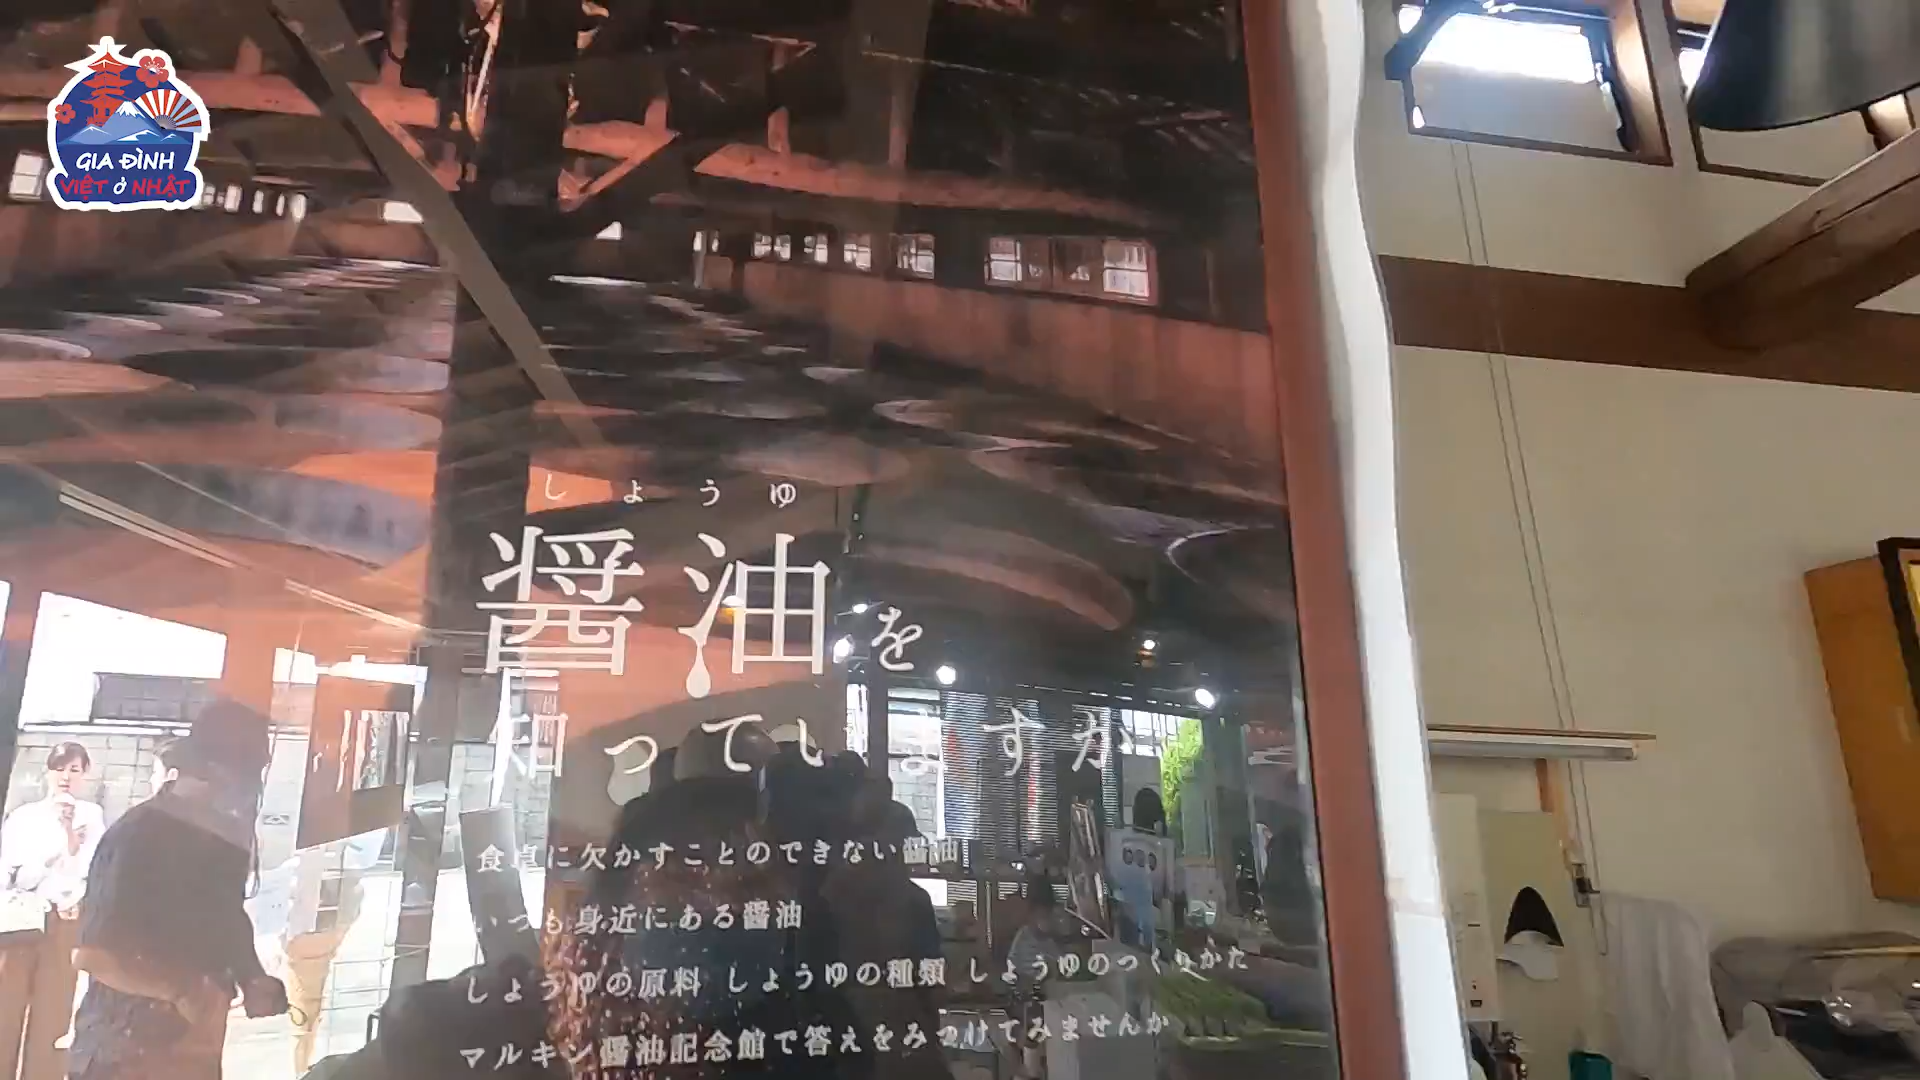 GIA ĐÌNH
VIỆT Ở NHẬT
しょうゆ
醤油を
知っていますか
食卓に欠かすことのできない醤油
いつも身近にある醤油
しょうゆの原料 しょうゆの種類 しょうゆのつくりかた
マルキン醤油記念館で答えをみつけてみませんか